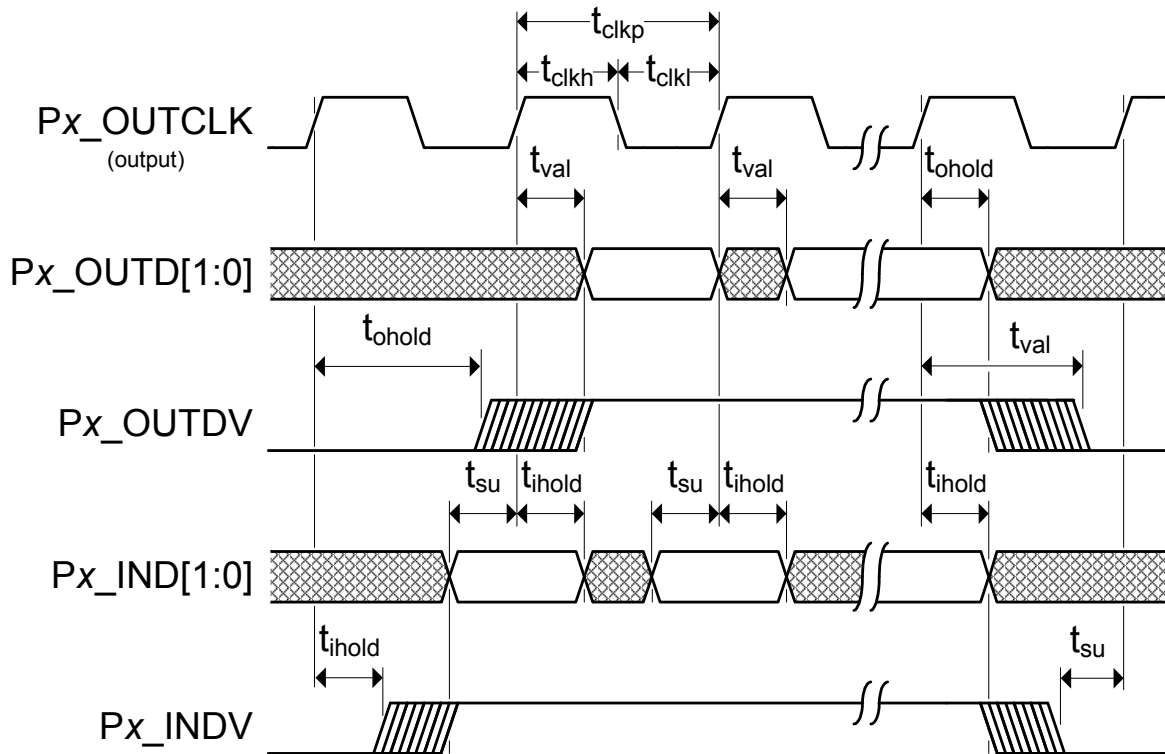 tclkp
tclkh tclkl
Px_OUTCLK
(output)
tval tval tohold
Px_OUTD[1:0]
tohold tval
Px_OUTDV
tsu tihold tsu tihold tihold
Px_IND[1:0]
tihold tsu
Px_INDV